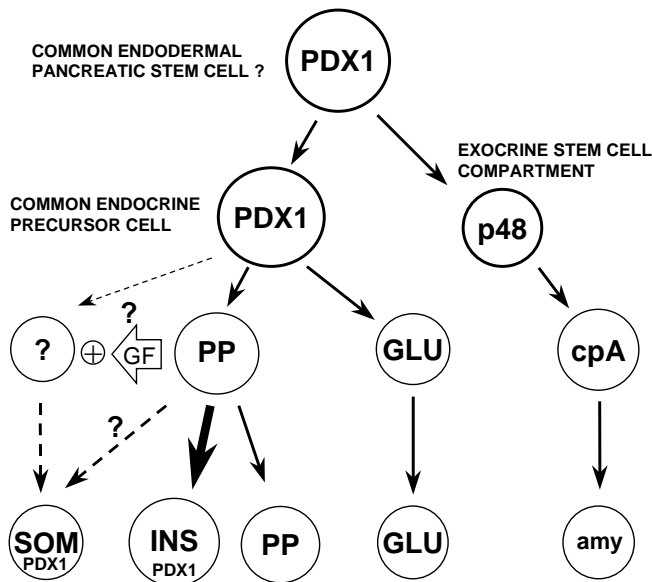 COMMON ENDODERMAL
PANCREATIC STEM CELL ?
PDX1
EXOCRINE STEM CELL
COMPARTMENT
COMMON ENDOCRINE
PRECURSOR CELL
PDX1
p48
?
?
+
GF
PP
GLU
cpA
?
SOM
PDX1
INS
PDX1
PP
GLU
amy